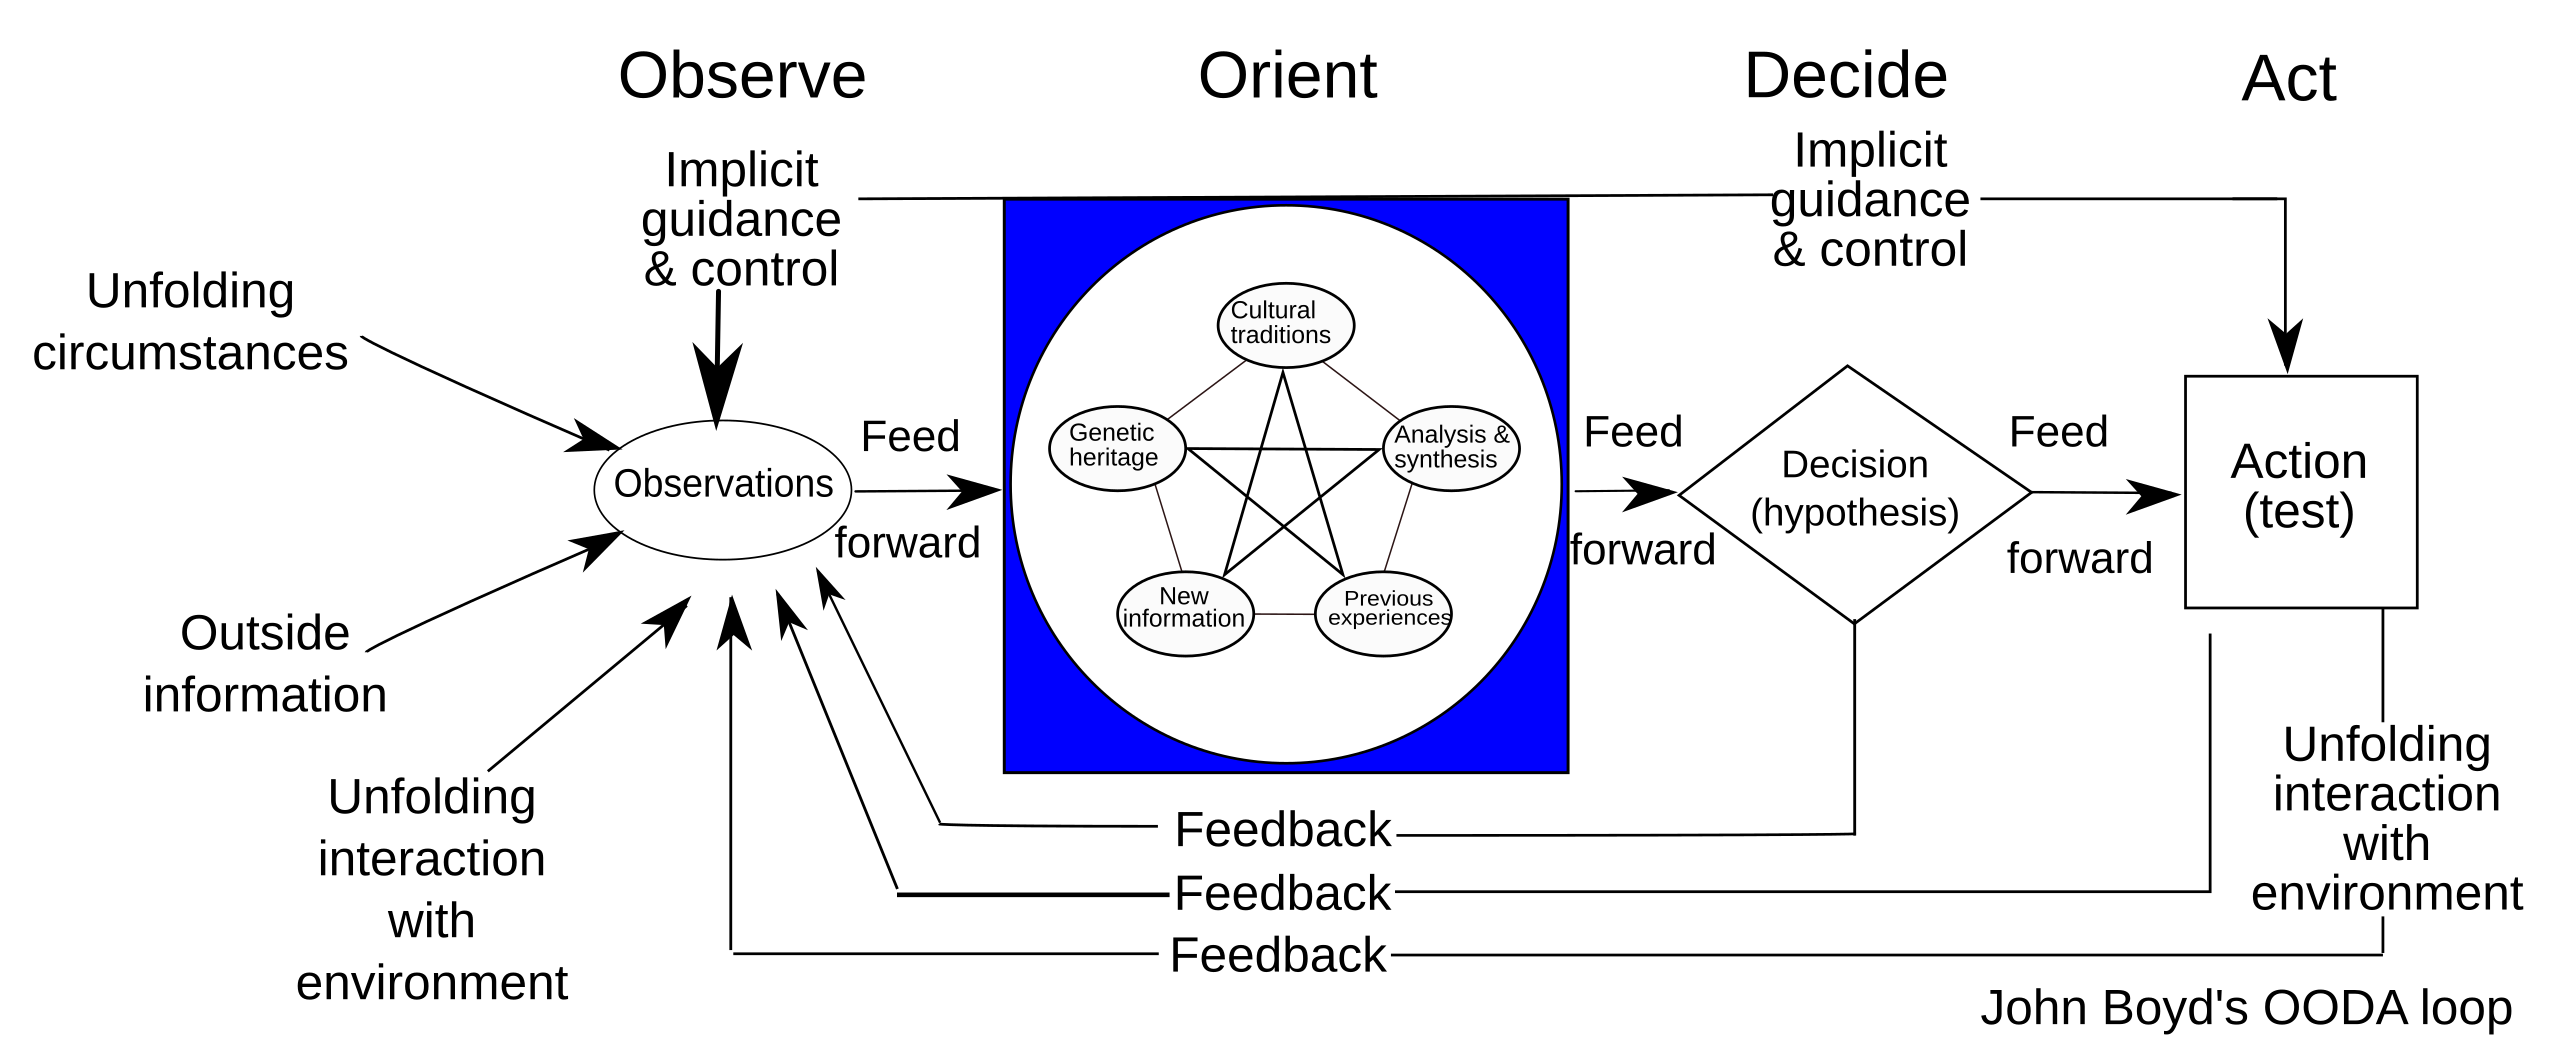 Observe
Orient
Decide
Act
Implicit
guidance
& control
Implicit
guidance
& control
Unfolding
circumstances
Observations
Outside
information
Unfolding
interaction
with
environment
Feed
forward
Cultural
traditions
Genetic
heritage
Analysis &
synthesis
New
information
Previous
experiences
Feed
forward
Decision
(hypothesis)
Feed
forward
Action
(test)
Unfolding
interaction
with
environment
Feedback
Feedback
Feedback
John Boyd's OODA loop